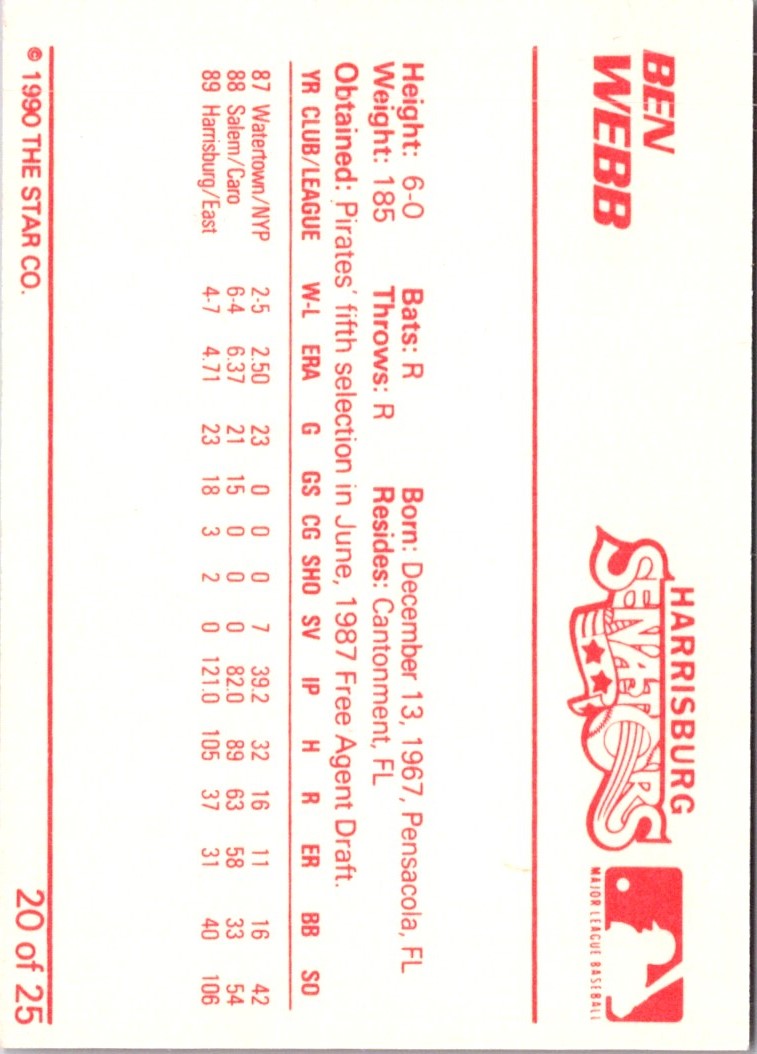 BEN
WEBB
HARRISBURG
SENATORS
MAJOR LEAGUE BASEBALL
Height: 6-0 Bats: R Born: December 13, 1967, Pensacola, FL
Weight: 185 Throws: R Resides: Cantonment, FL
Obtained: Pirates' fifth selection in June, 1987 Free Agent Draft.
YR CLUB/LEAGUE W-L ERA G GS CG SHO SV IP H R ER BB SO
87 Watertown/NYP 2-5 2.50 23 0 0 0 7 39.2 32 16 11 16 42
88 Salem/Caro 6-4 6.37 21 15 0 0 0 82.0 89 63 58 33 54
89 Harrisburg/East 4-7 4.71 23 18 3 2 0 121.0 105 37 31 40 106
© 1990 THE STAR CO. 20 of 25